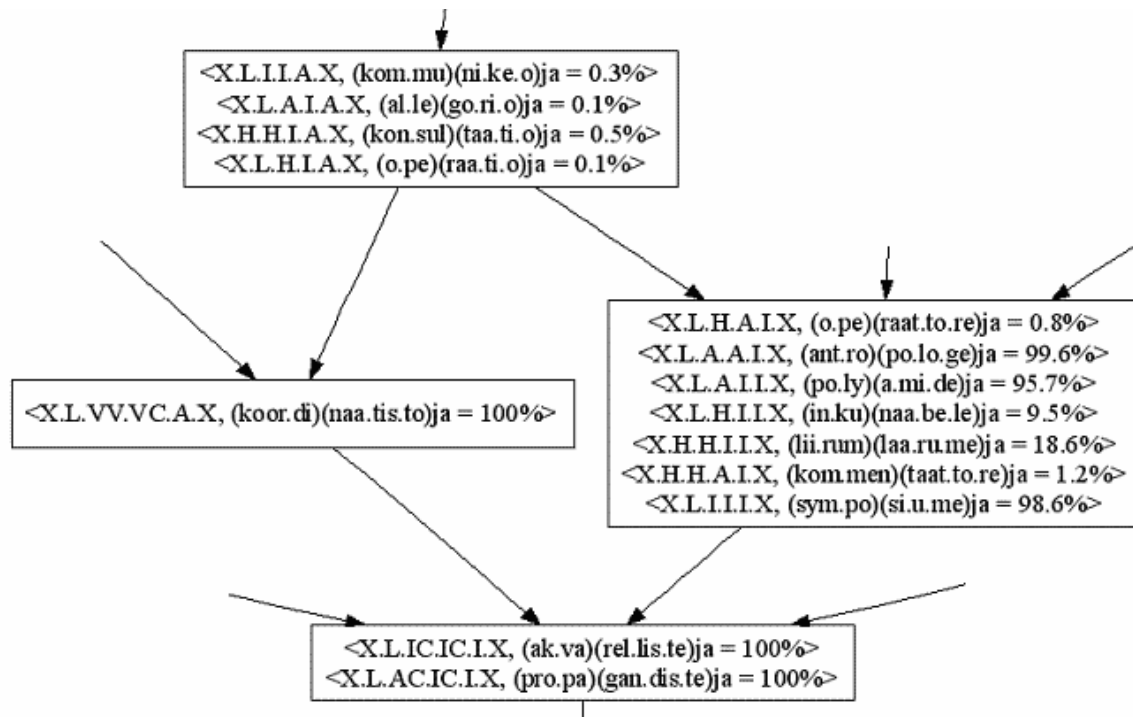 <X.L.I.I.A.X, (kom.mu)(ni.ke.o)ja = 0.3%>
<X.L.A.I.A.X, (al.le)(go.ri.o)ja = 0.1%>
<X.H.H.I.A.X, (kon.sul)(taa.ti.o)ja = 0.5%>
<X.L.H.I.A.X, (o.pe)(raa.ti.o)ja = 0.1%>
<X.L.H.A.I.X, (o.pe)(raat.to.re)ja = 0.8%>
<X.L.A.A.I.X, (ant.ro)(po.lo.ge)ja = 99.6%>
<X.L.A.I.I.X, (po.ly)(a.mi.de)ja = 95.7%>
<X.L.H.I.I.X, (in.ku)(naa.be.le)ja = 9.5%>
<X.H.H.I.I.X, (lii.rum)(laa.ru.me)ja = 18.6%>
<X.H.H.A.I.X, (kom.men)(taat.to.re)ja = 1.2%>
<X.L.I.I.I.X, (sym.po)(si.u.me)ja = 98.6%>
<X.L.VV.VC.A.X, (koor.di)(naa.tis.to)ja = 100%>
<X.L.IC.IC.I.X, (ak.va)(rel.lis.te)ja = 100%>
<X.L.AC.IC.I.X, (pro.pa)(gan.dis.te)ja = 100%>